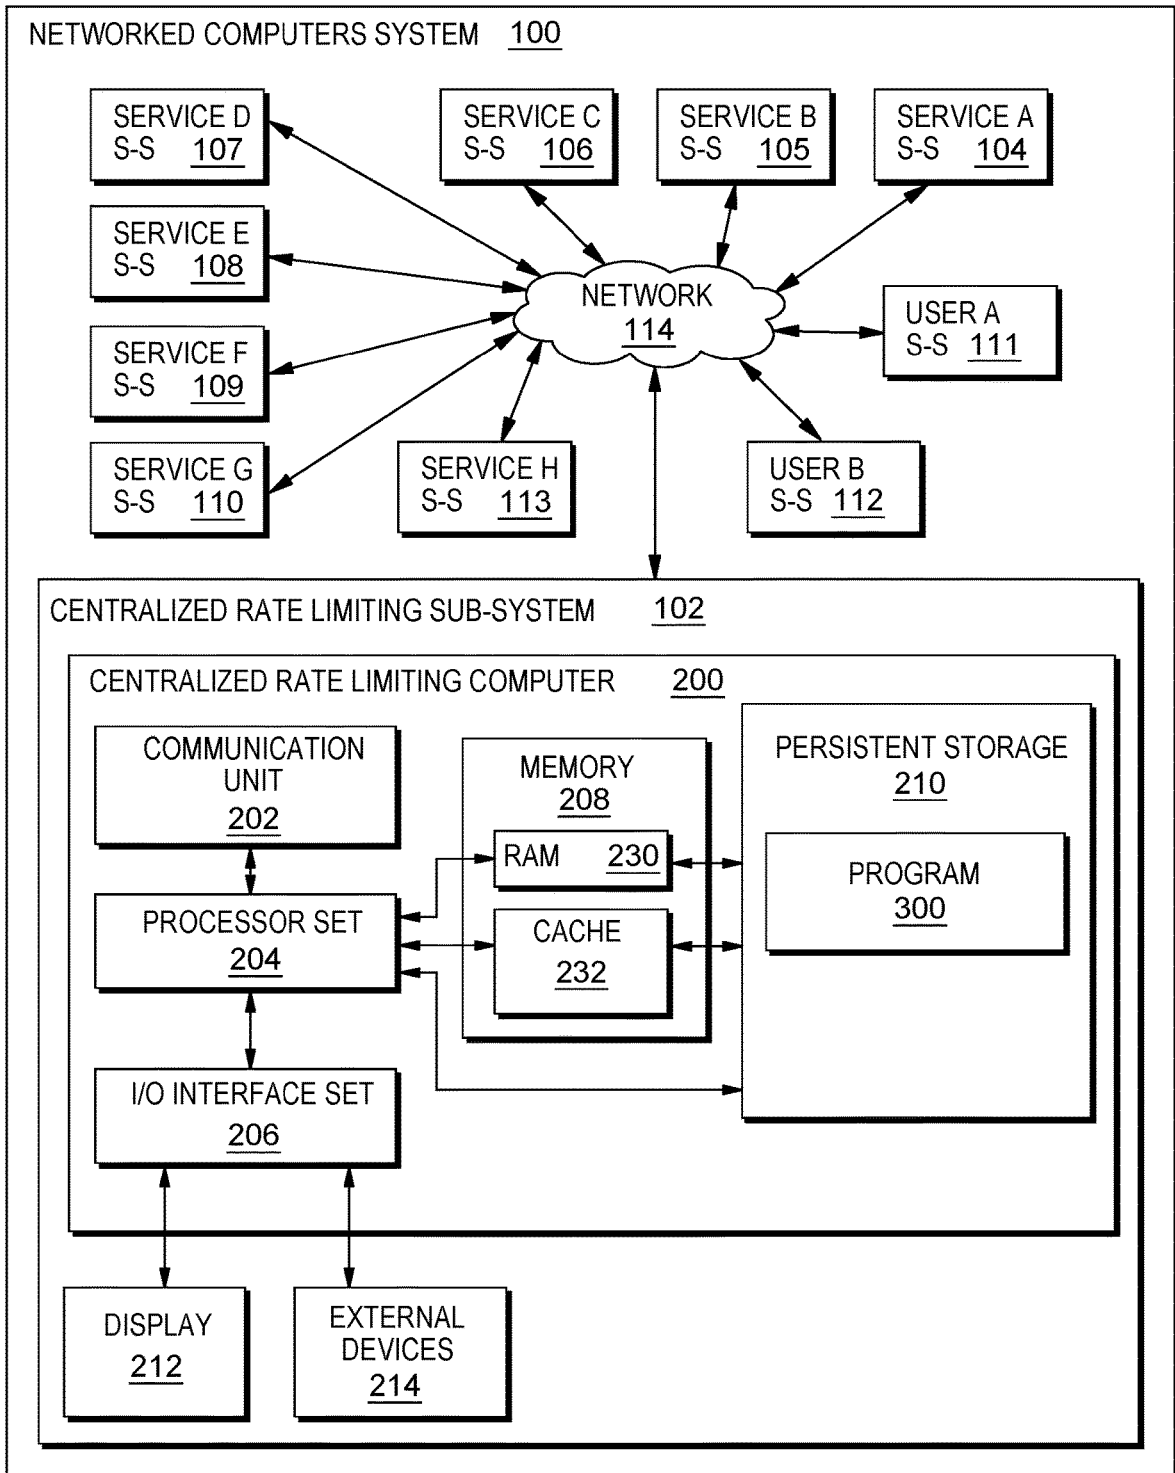 NETWORKED COMPUTERS SYSTEM 100
SERVICE D
S-S 107
SERVICE C
S-S 106
SERVICE B
S-S 105
SERVICE A
S-S 104
SERVICE E
S-S 108
NETWORK
114
USER A
S-S 111
SERVICE F
S-S 109
SERVICE G
S-S 110
SERVICE H
S-S 113
USER B
S-S 112
CENTRALIZED RATE LIMITING SUB-SYSTEM 102
CENTRALIZED RATE LIMITING COMPUTER 200
COMMUNICATION
UNIT
202
MEMORY
208
PERSISTENT STORAGE
210
RAM 230
PROGRAM
300
PROCESSOR SET
204
CACHE
232
I/O INTERFACE SET
206
DISPLAY
212
EXTERNAL
DEVICES
214